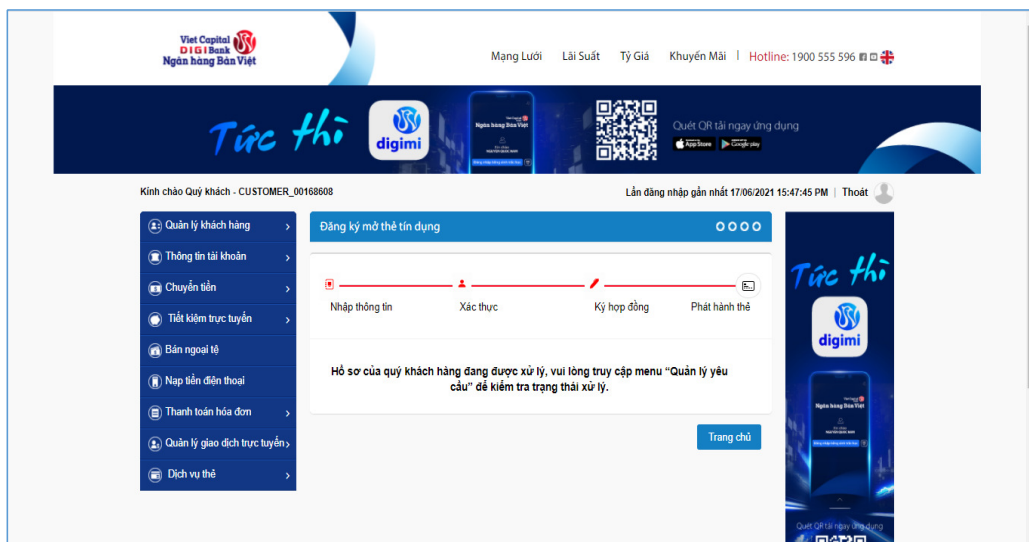 Viet Capital
DIGIBank
Ngân hàng Bản Việt
Mạng Lưới Lãi Suất Tỷ Giá Khuyến Mãi | Hotline: 1900 555 596
Tức thì
digimi
Ngân hàng Bản Việt
Quét QR tải ngay ứng dụng
App Store Google play
Kính chào Quý khách - CUSTOMER_00168608
Lần đăng nhập gần nhất 17/06/2021 15:47:45 PM | Thoát
Quản lý khách hàng
Thông tin tài khoản
Chuyển tiền
Tiết kiệm trực tuyến
Bán ngoại tệ
Nạp tiền điện thoại
Thanh toán hóa đơn
Quản lý giao dịch trực tuyến
Dịch vụ thẻ
Đăng ký mở thẻ tín dụng
Nhập thông tin
Xác thực
Ký hợp đồng
Phát hành thẻ
Hồ sơ của quý khách hàng đang được xử lý, vui lòng truy cập menu “Quản lý yêu
cầu” để kiểm tra trạng thái xử lý.
Trang chủ
Tức thì
digimi
Ngân hàng Bản Việt
Quét QR tải ngay ứng dụng